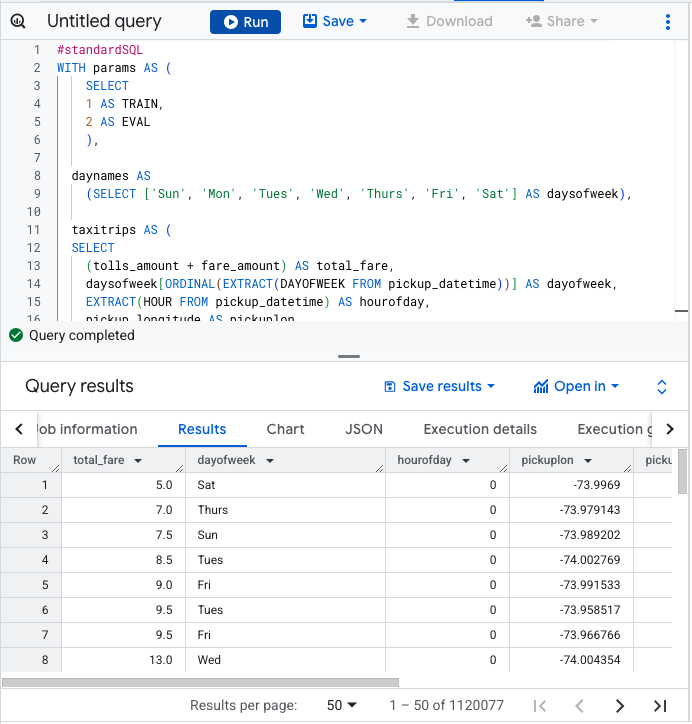 Untitled query Run Save Download Share
1 #standardSQL
2 WITH params AS (
3 SELECT
4 1 AS TRAIN,
5 2 AS EVAL
6 ),
7
8 daynames AS
9 (SELECT ['Sun', 'Mon', 'Tues', 'Wed', 'Thurs', 'Fri', 'Sat'] AS daysofweek),
10
11 taxitrips AS (
12 SELECT
13 (tolls_amount + fare_amount) AS total_fare,
14 daysofweek[ORDINAL(EXTRACT(DAYOFWEEK FROM pickup_datetime))] AS dayofweek,
15 EXTRACT(HOUR FROM pickup_datetime) AS hourofday,
16 pickup_longitude AS pickuplon
Query completed
Query results Save results Open in
Job information Results Chart JSON Execution details Execution g
Row total_fare dayofweek hourofday pickuplon picku
1 5.0 Sat 0 -73.9969
2 7.0 Thurs 0 -73.979143
3 7.5 Sun 0 -73.989202
4 8.5 Tues 0 -74.002769
5 9.0 Fri 0 -73.991533
6 9.5 Tues 0 -73.958517
7 9.5 Fri 0 -73.966766
8 13.0 Wed 0 -74.004354
Results per page: 50 1 – 50 of 1120077